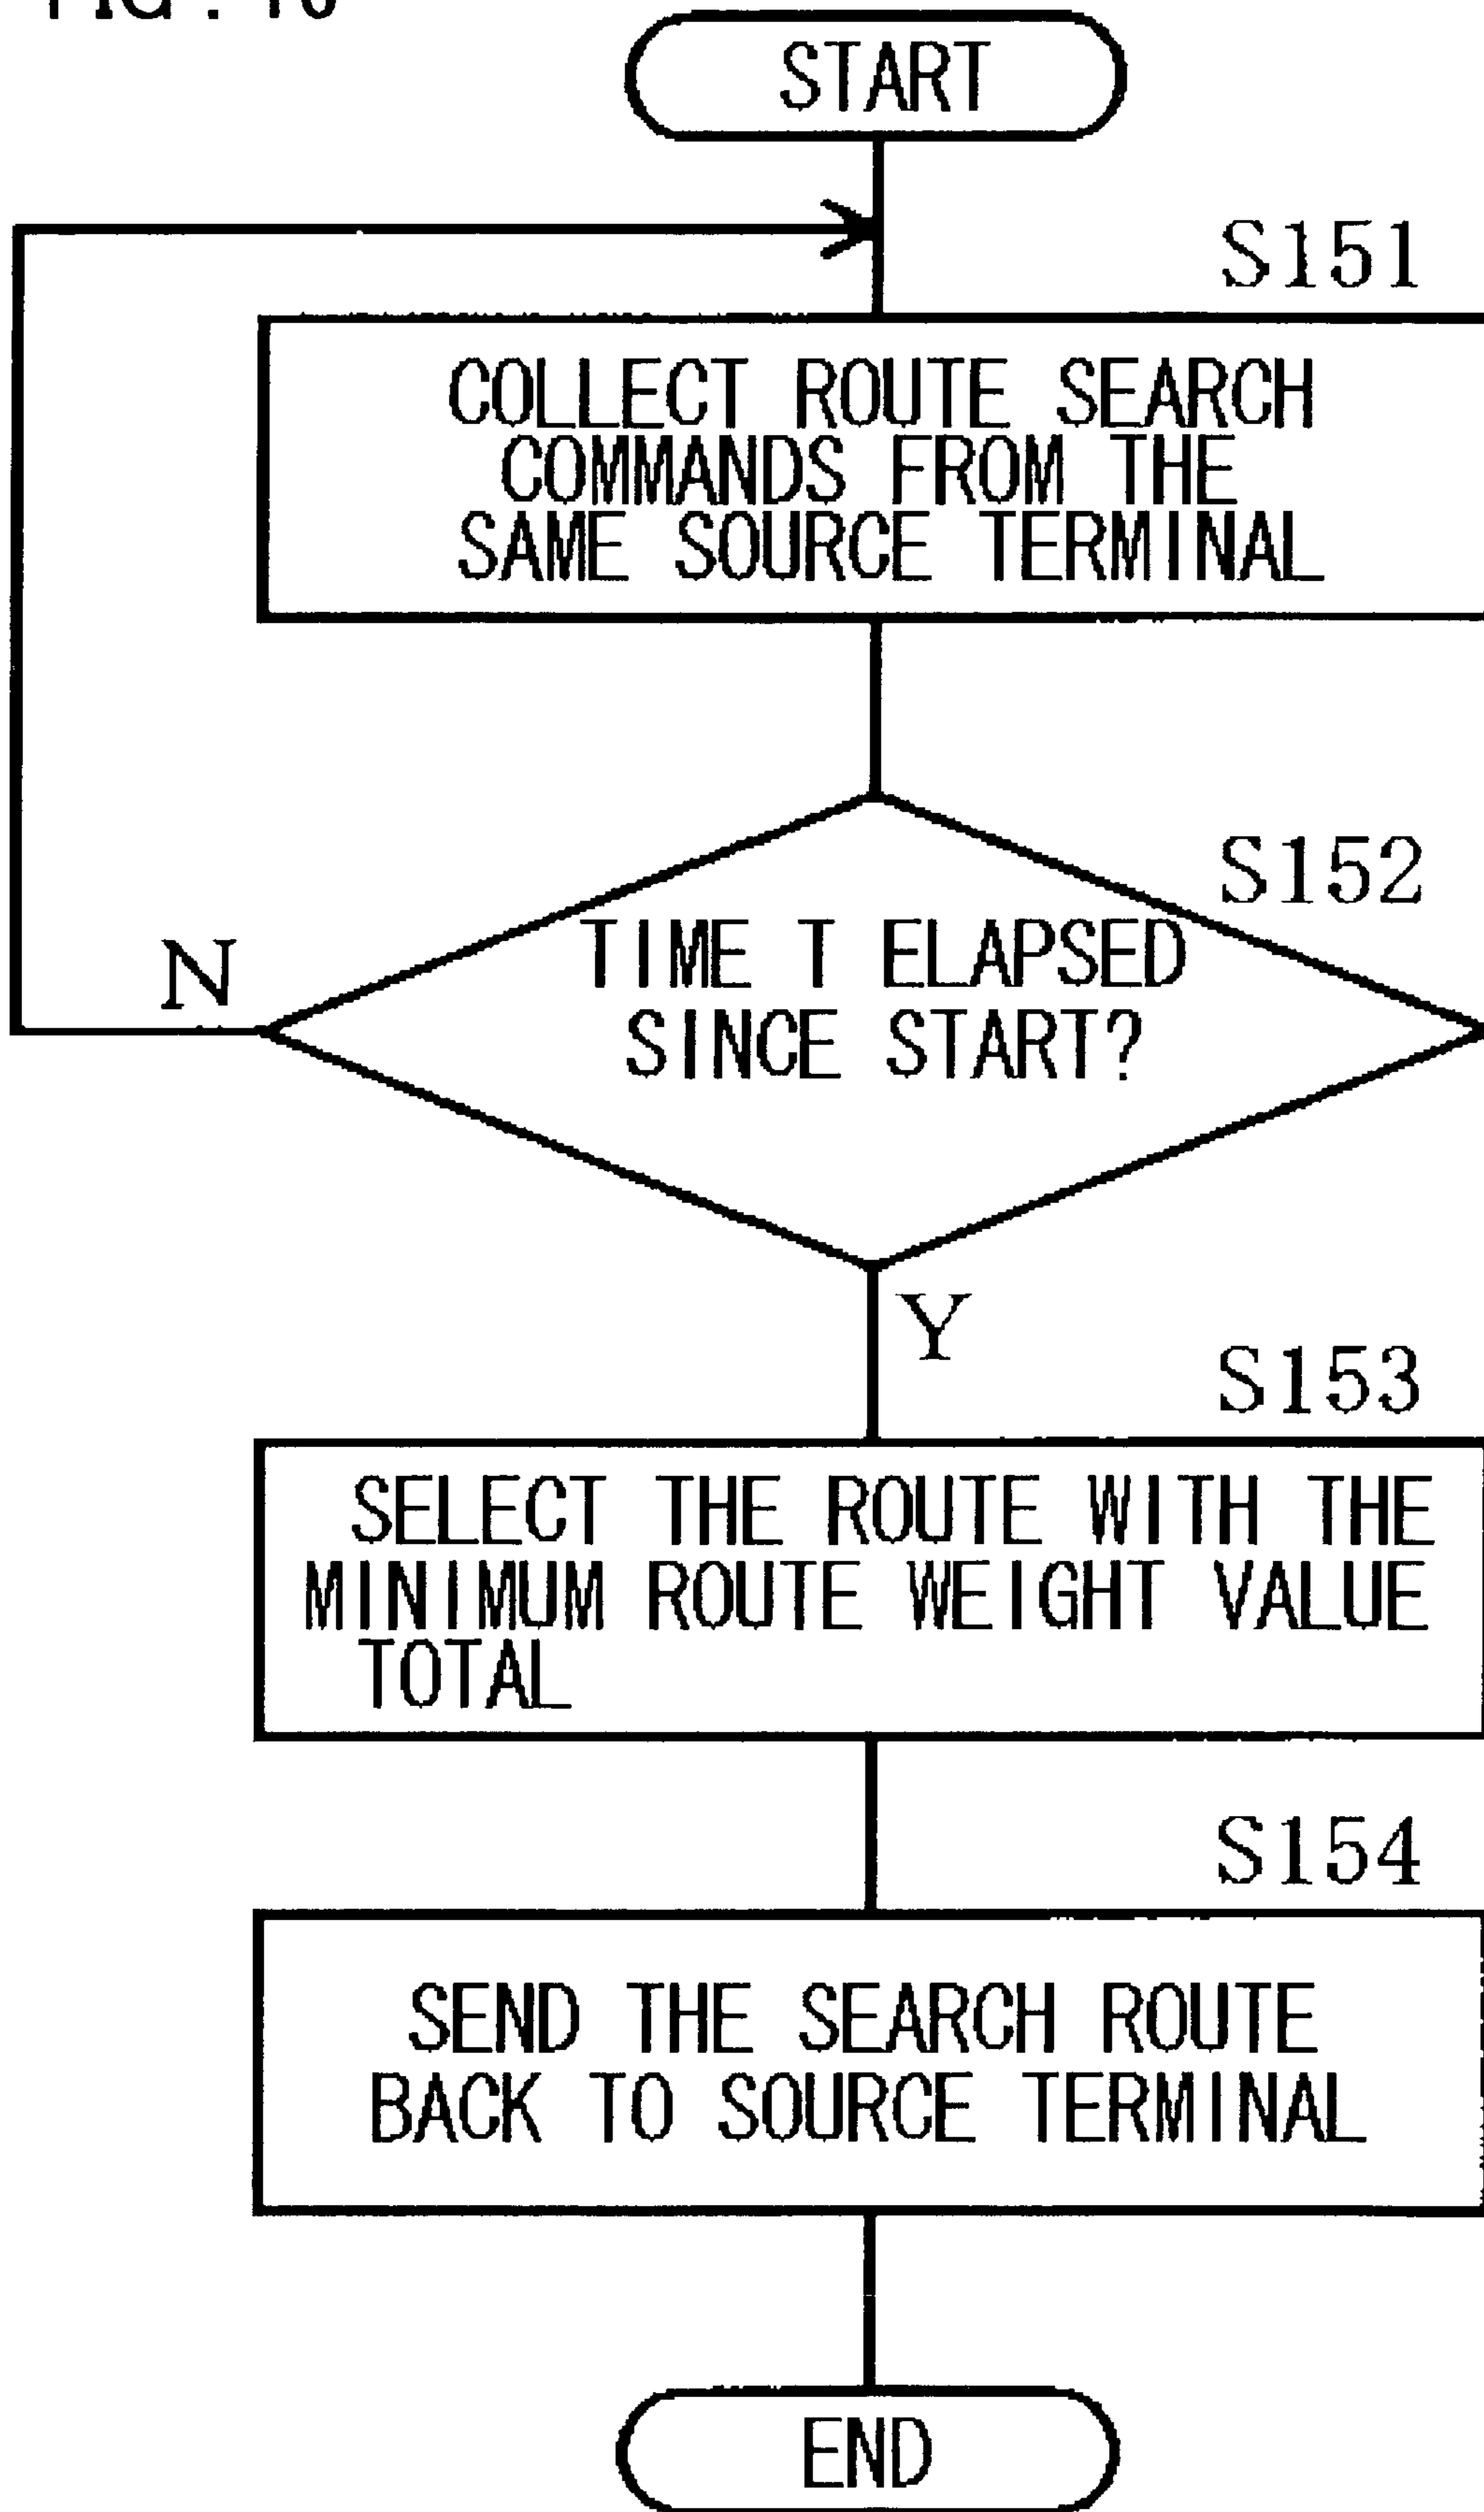 START
S151
COLLECT ROUTE SEARCH
COMMANDS FROM THE
SAME SOURCE TERMINAL
S152
TIME T ELAPSED
SINCE START?
N
Y
S153
SELECT THE ROUTE WITH THE
MINIMUM ROUTE WEIGHT VALUE
TOTAL
S154
SEND THE SEARCH ROUTE
BACK TO SOURCE TERMINAL
END